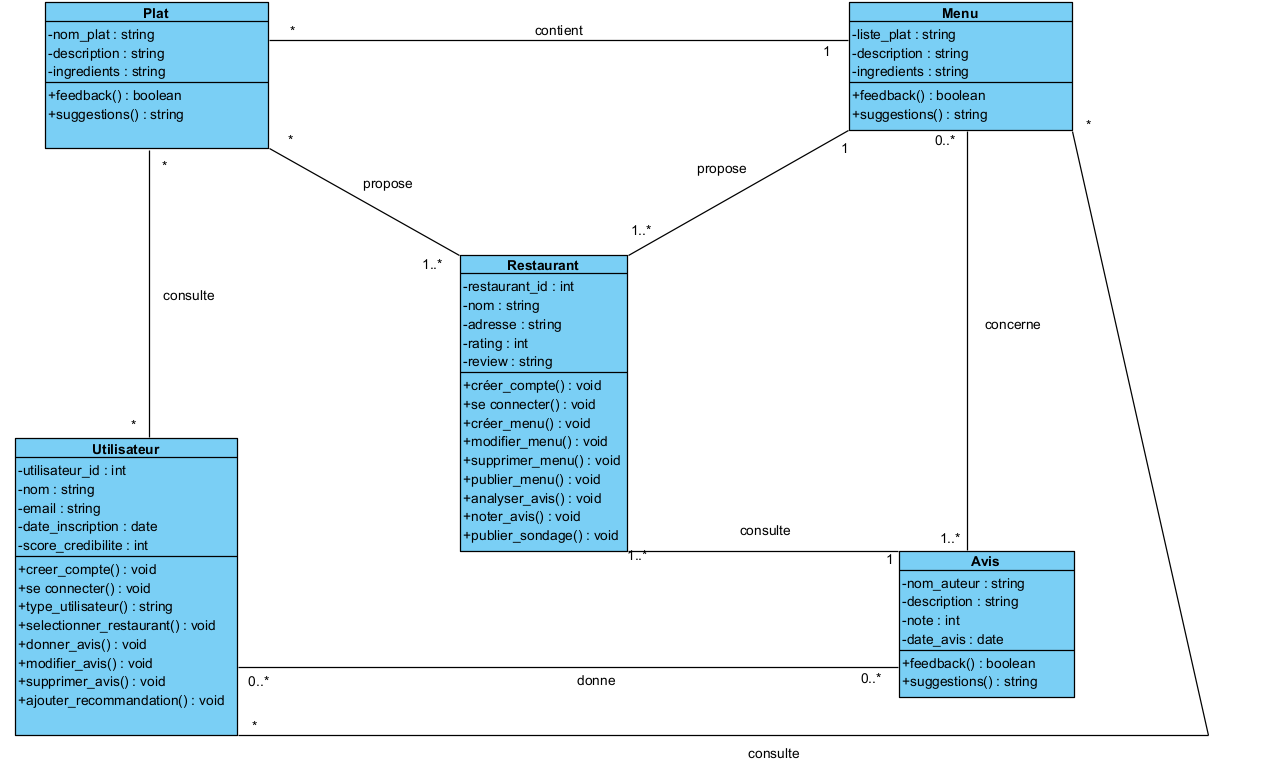 Plat
-nom_plat : string
-description : string
-ingredients : string
+feedback() : boolean
+suggestions() : string
*
contient
1
Menu
-liste_plat : string
-description : string
-ingredients : string
+feedback() : boolean
+suggestions() : string
*
*
propose
1..*
1
propose
1..*
0..*
*
concerne
1..*
*
consulte
*
Restaurant
-restaurant_id : int
-nom : string
-adresse : string
-rating : int
-review : string
+créer_compte() : void
+se connecter() : void
+créer_menu() : void
+modifier_menu() : void
+supprimer_menu() : void
+publier_menu() : void
+analyser_avis() : void
+noter_avis() : void
+publier_sondage() : void
consulte
1..*
1
Utilisateur
-utilisateur_id : int
-nom : string
-email : string
-date_inscription : date
-score_credibilite : int
+creer_compte() : void
+se connecter() : void
+type_utilisateur() : string
+selectionner_restaurant() : void
+donner_avis() : void
+modifier_avis() : void
+supprimer_avis() : void
+ajouter_recommandation() : void
Avis
-nom_auteur : string
-description : string
-note : int
-date_avis : date
+feedback() : boolean
+suggestions() : string
0..*
donne
0..*
*
consulte